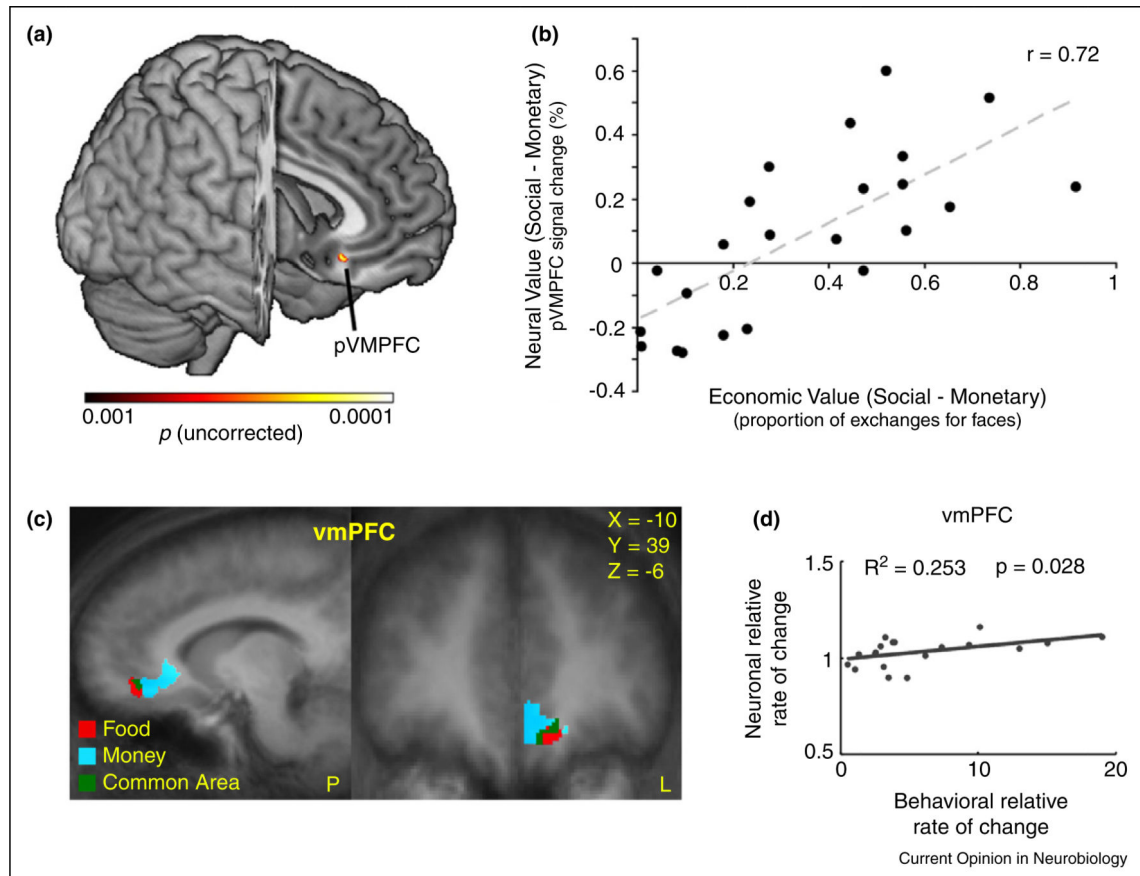 (a)
pVMPFC
0.001 0.0001
p (uncorrected)
(b)
r = 0.72
Neural Value (Social - Monetary)
pVMPFC signal change (%)
0.6
0.4
0.2
0
-0.2
-0.4
0.2 0.4 0.6 0.8 1
Economic Value (Social - Monetary)
(proportion of exchanges for faces)
(c)
vmPFC
X = -10
Y = 39
Z = -6
Food
Money
Common Area
P
L
(d)
vmPFC
R2 = 0.253 p = 0.028
Neuronal relative
rate of change
1.5
1
0.5
0 10 20
Behavioral relative
rate of change
Current Opinion in Neurobiology